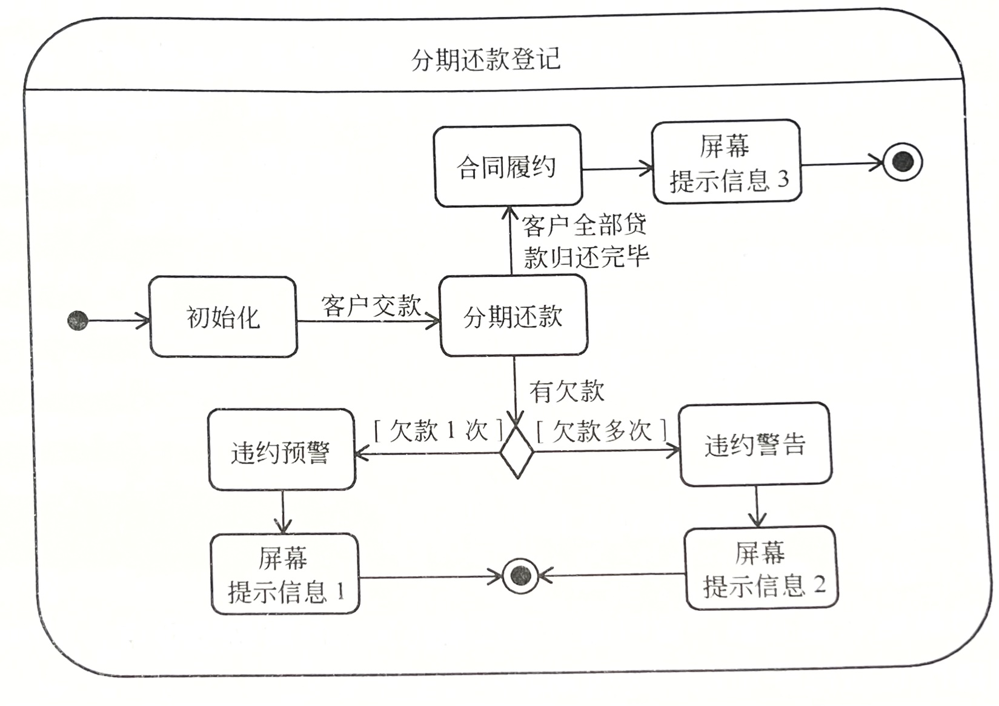 分期还款登记
合同履约
屏幕
提示信息 3
客户全部贷
款归还完毕
初始化
客户交款
分期还款
有欠款
[ 欠款 1 次 ]
[ 欠款多次 ]
违约预警
违约警告
屏幕
提示信息 1
屏幕
提示信息 2